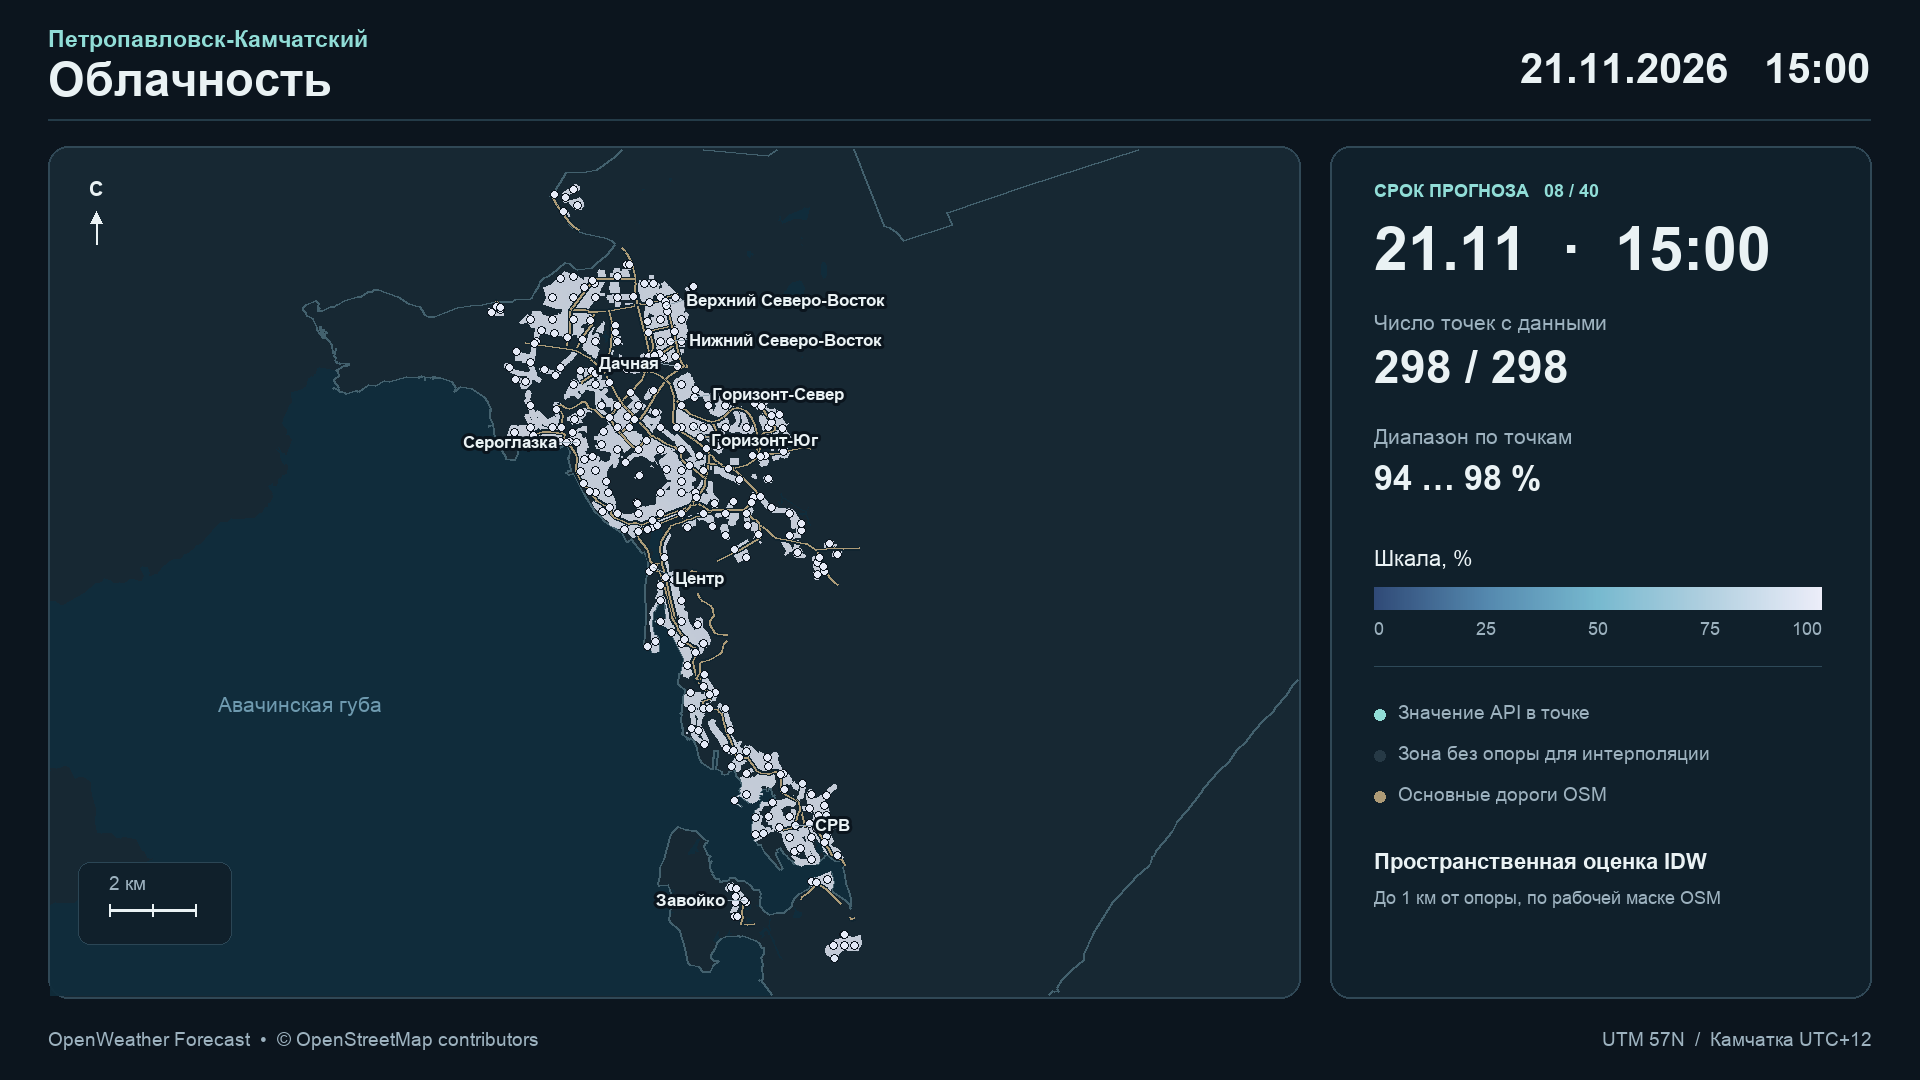 Петропавловск-Камчатский
Облачность
21.11.2026 15:00
С
Верхний Северо-Восток
Нижний Северо-Восток
Дачная
Горизонт-Север
Сероглазка
Горизонт-Юг
Центр
Авачинская губа
СРВ
2 км
Завойко
СРОК ПРОГНОЗА 08 / 40
21.11 · 15:00
Число точек с данными
298 / 298
Диапазон по точкам
94 … 98 %
Шкала, %
0 25 50 75 100
Значение API в точке
Зона без опоры для интерполяции
Основные дороги OSM
Пространственная оценка IDW
До 1 км от опоры, по рабочей маске OSM
OpenWeather Forecast • © OpenStreetMap contributors
UTM 57N / Камчатка UTC+12